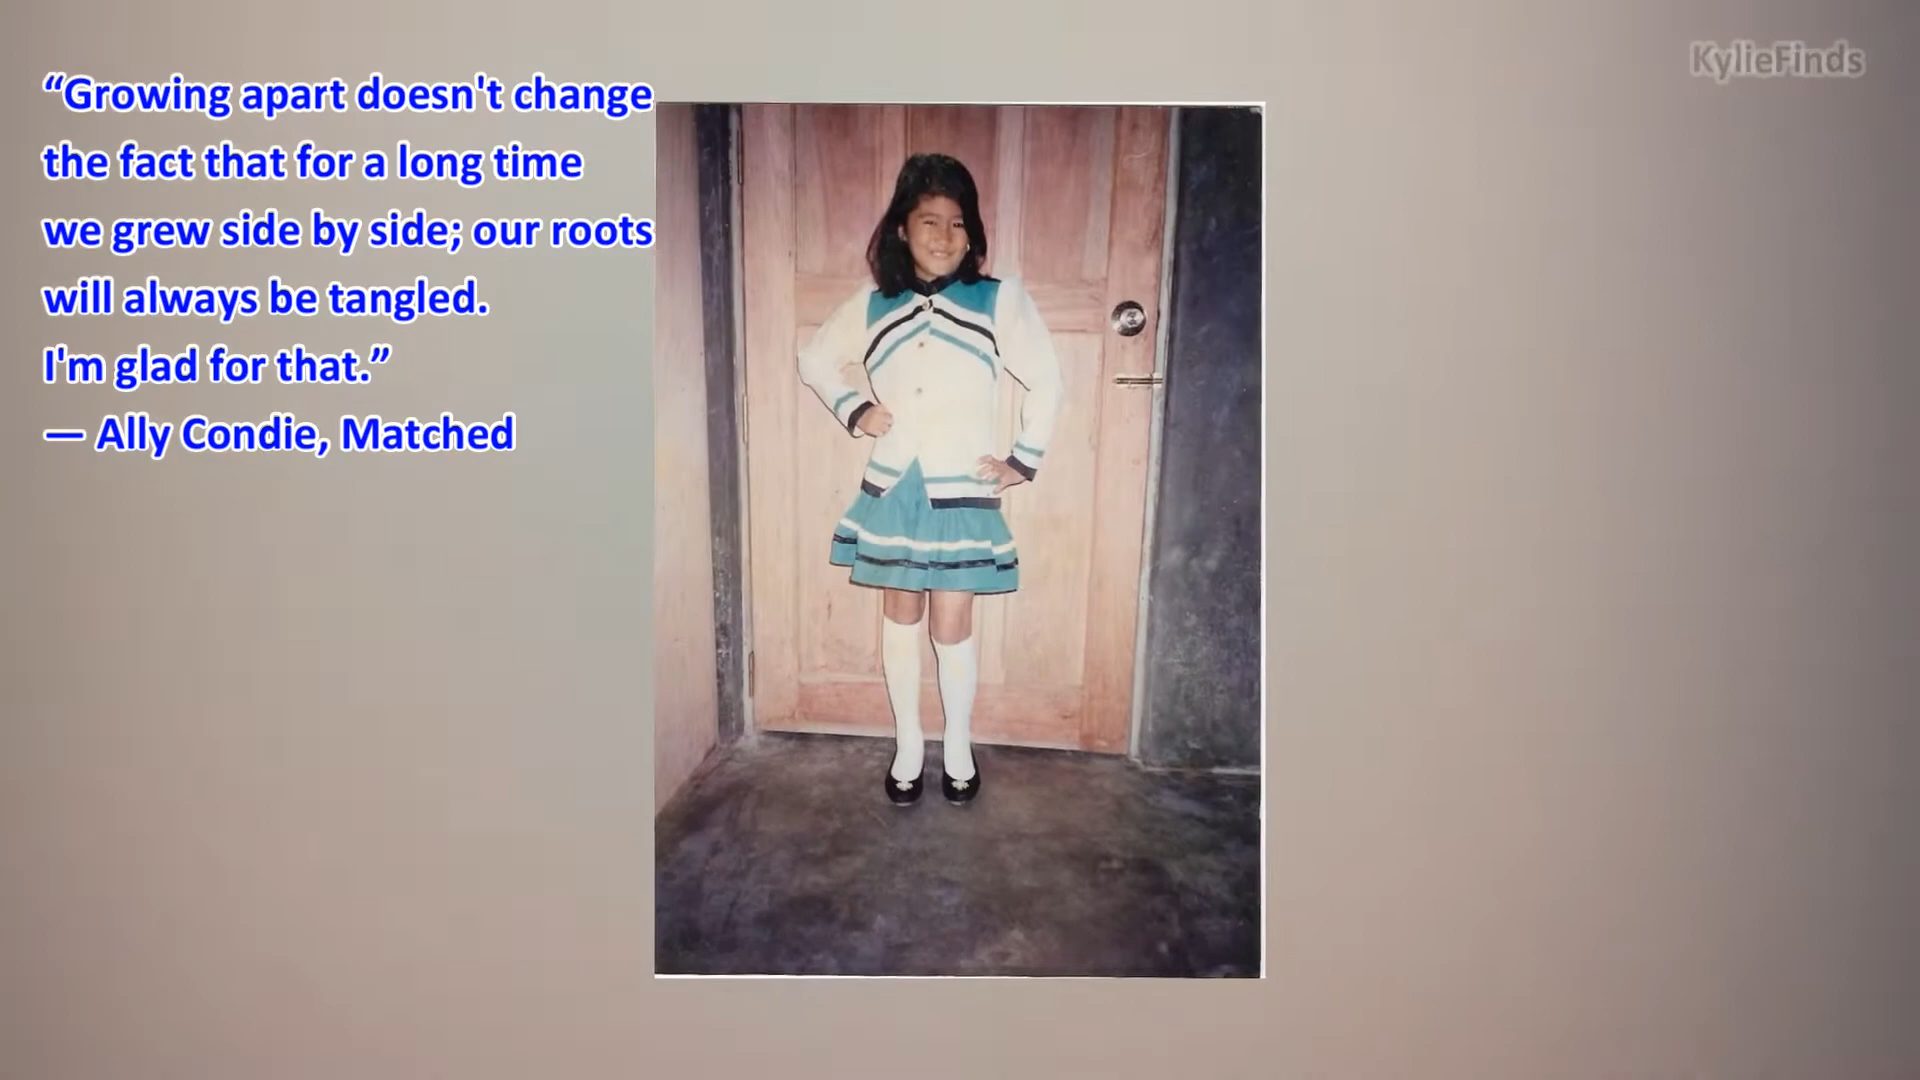 “Growing apart doesn't change
the fact that for a long time
we grew side by side; our roots
will always be tangled.
I'm glad for that.”
— Ally Condie, Matched
KylieFinds